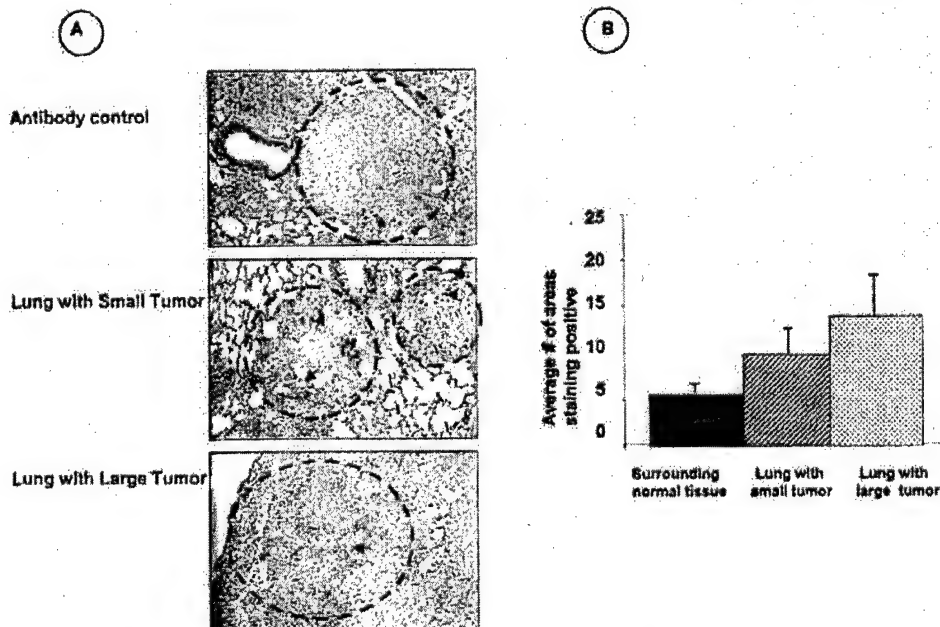 A
Antibody control
Lung with Small Tumor
Lung with Large Tumor
B
Average # of areas
staining positive
25
20
15
10
5
0
Surrounding
normal tissue
Lung with
small tumor
Lung with
large tumor